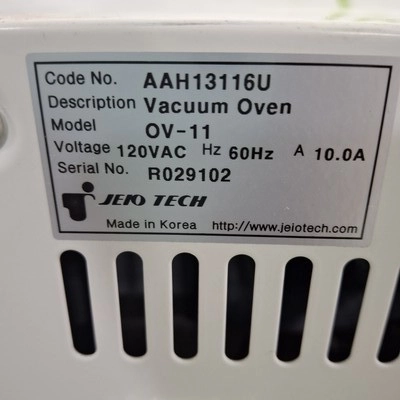 Code No. AAH13116U
Description Vacuum Oven
Model OV-11
Voltage 120VAC Hz 60Hz A 10.0A
Serial No. R029102
JEIO TECH
Made in Korea http://www.jeiotech.com